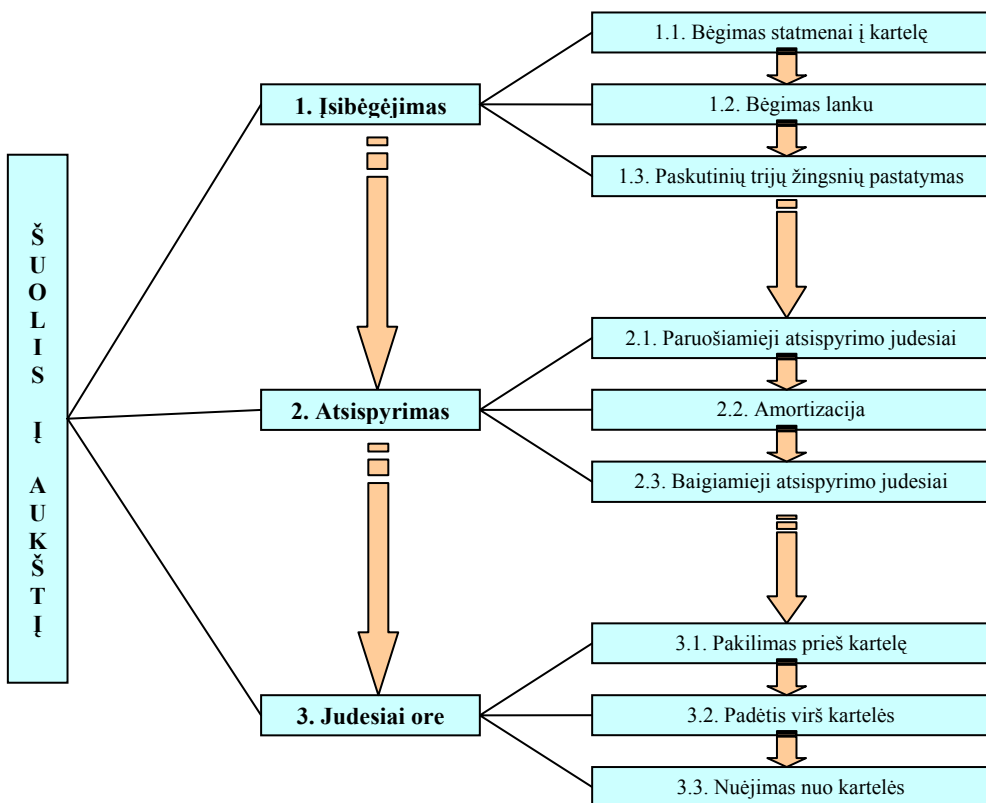 ŠUOLIS Į AUKŠTĮ
1. Įsibėgėjimas
1.1. Bėgimas statmenai į kartelę
1.2. Bėgimas lanku
1.3. Paskutinių trijų žingsnių pastatymas
2. Atsispyrimas
2.1. Paruošiamieji atsispyrimo judesiai
2.2. Amortizacija
2.3. Baigiamieji atsispyrimo judesiai
3. Judesiai ore
3.1. Pakilimas prieš kartelę
3.2. Padėtis virš kartelės
3.3. Nuėjimas nuo kartelės